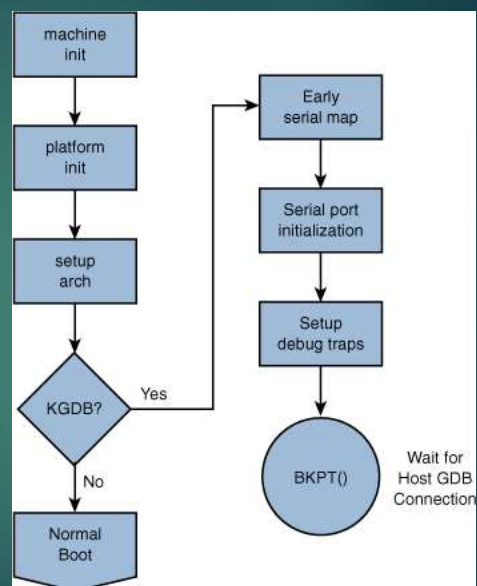 machine
init
platform
init
setup
arch
KGDB?
Yes
No
Normal
Boot
Early
serial map
Serial port
initialization
Setup
debug traps
BKPT()
Wait for
Host GDB
Connection